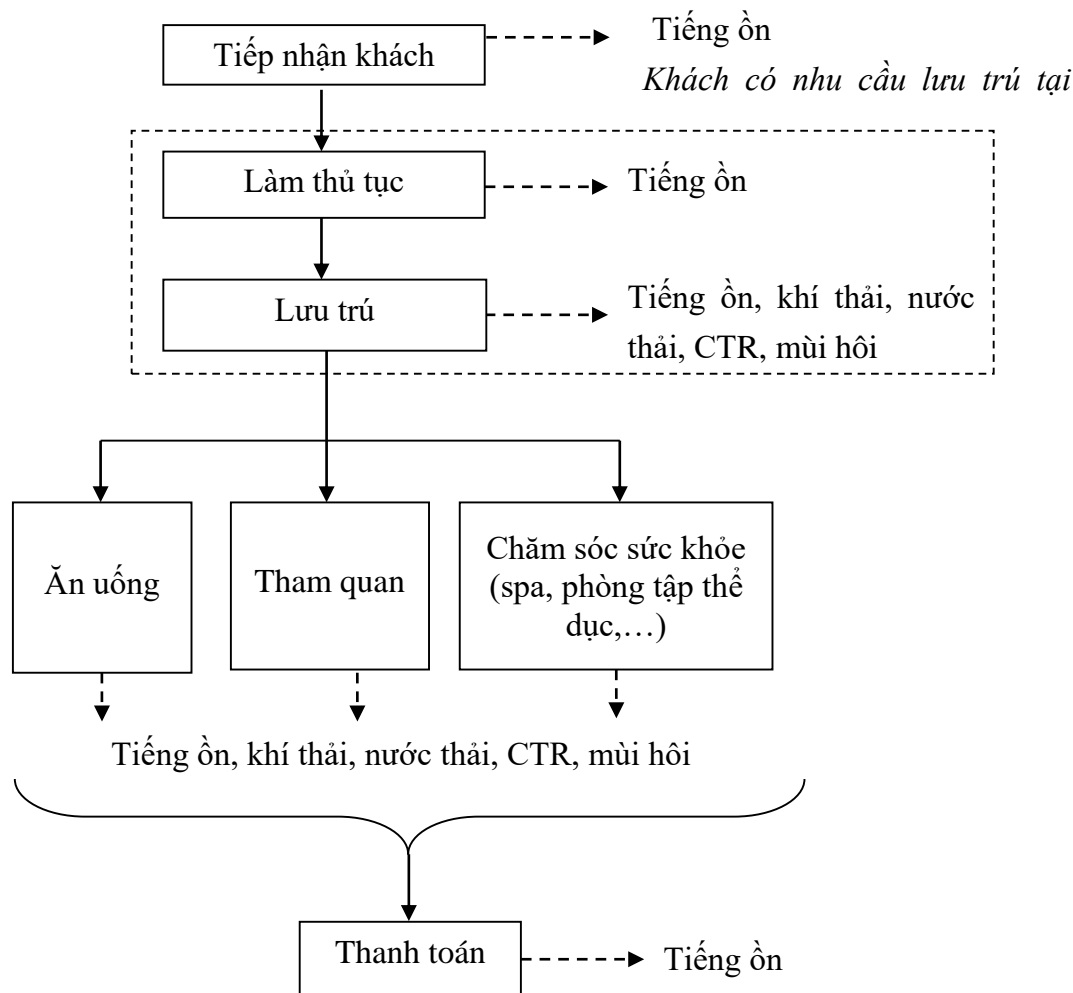 Tiếng ồn
Tiếp nhận khách
Khách có nhu cầu lưu trú tại
Làm thủ tục
Tiếng ồn
Lưu trú
Tiếng ồn, khí thải, nước
thải, CTR, mùi hôi
Ăn uống
Tham quan
Chăm sóc sức khỏe
(spa, phòng tập thể
dục,…)
Tiếng ồn, khí thải, nước thải, CTR, mùi hôi
Thanh toán
Tiếng ồn